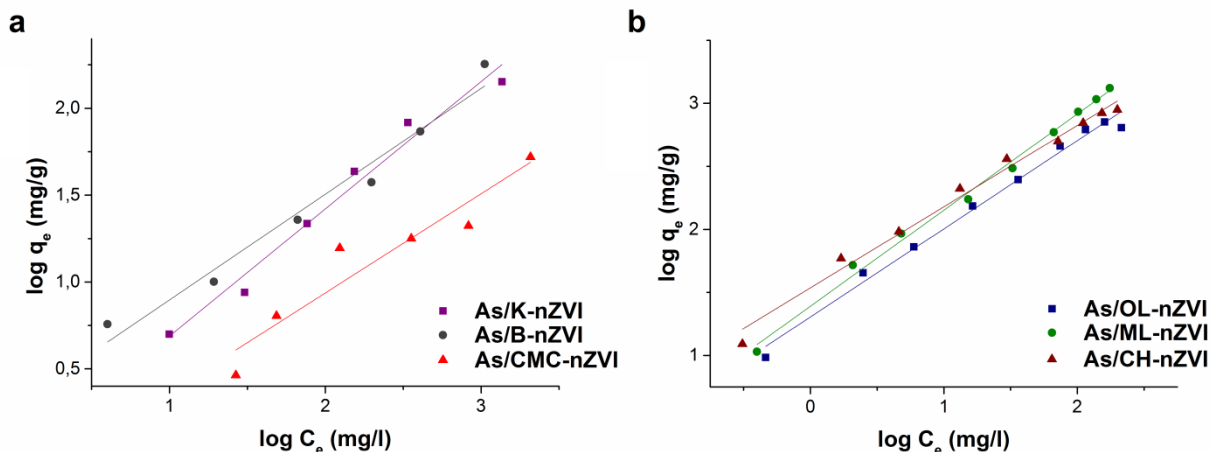 a
log qe (mg/g)
2,0
1,5
1,0
0,5
1
2
3
log Ce (mg/l)
As/K-nZVI
As/B-nZVI
As/CMC-nZVI
b
log qe (mg/g)
3
2
1
0
1
2
log Ce (mg/l)
As/OL-nZVI
As/ML-nZVI
As/CH-nZVI